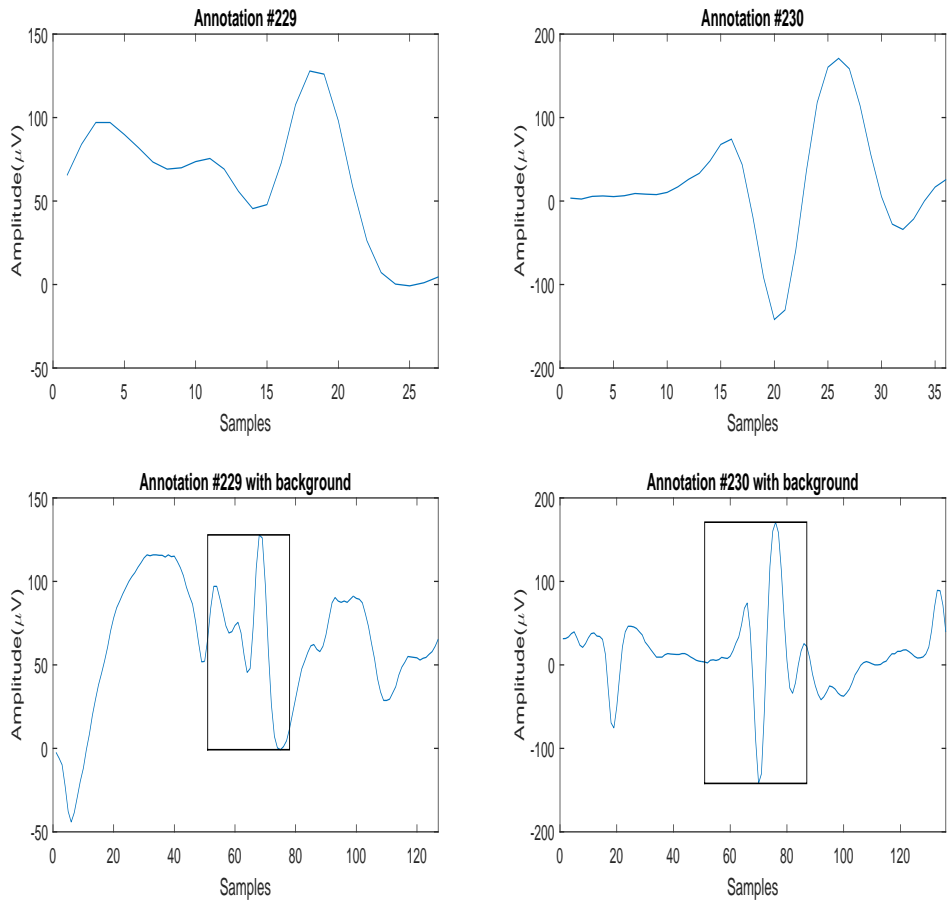 Annotation #229
Amplitude(μV)
150
100
50
0
-50
0 5 10 15 20 25
Samples
Annotation #230
Amplitude(μV)
200
100
0
-100
-200
0 5 10 15 20 25 30 35
Samples
Annotation #229 with background
Amplitude(μV)
150
100
50
0
-50
0 20 40 60 80 100 120
Samples
Annotation #230 with background
Amplitude(μV)
200
100
0
-100
-200
0 20 40 60 80 100 120
Samples